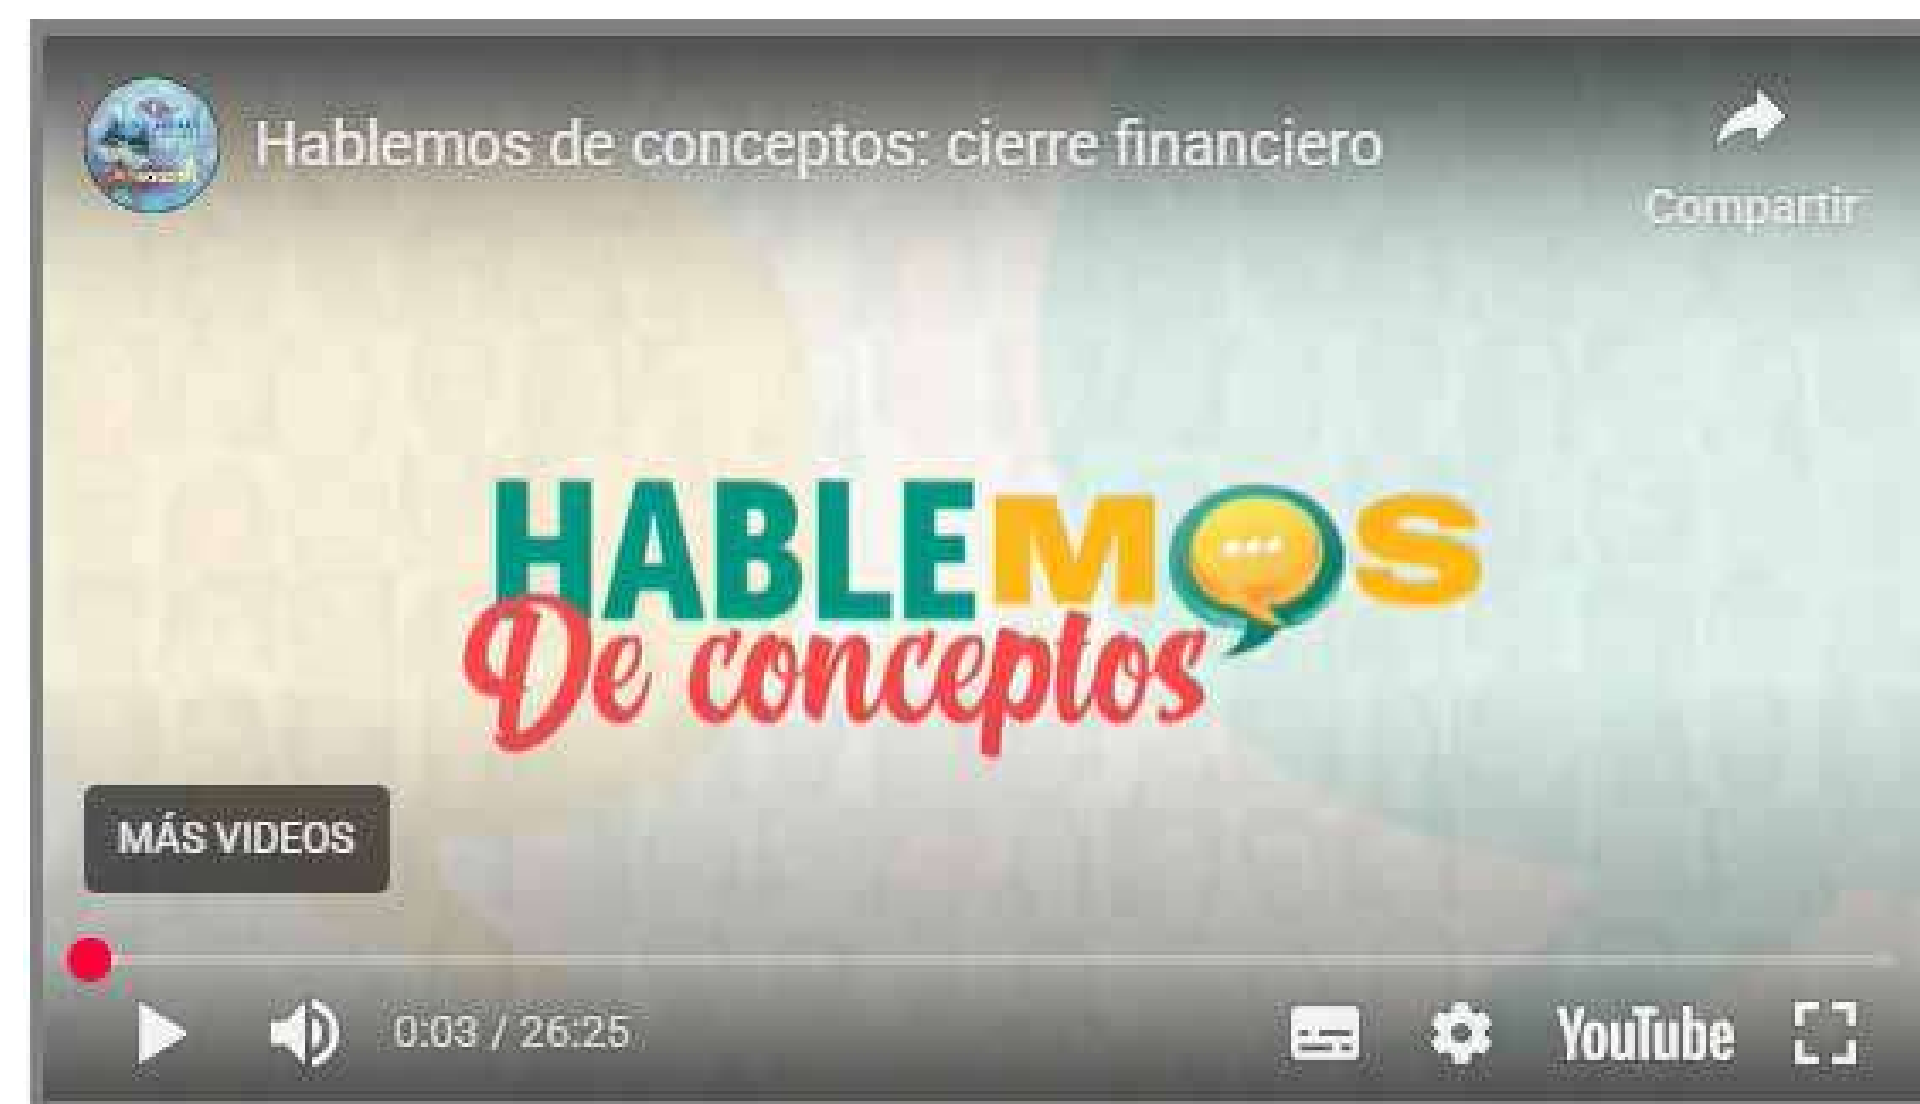 Hablemos de conceptos: cierre financiero
Compartir
HABLEMOS
De conceptos
MÁS VIDEOS
0:03 / 26:25
YouTube